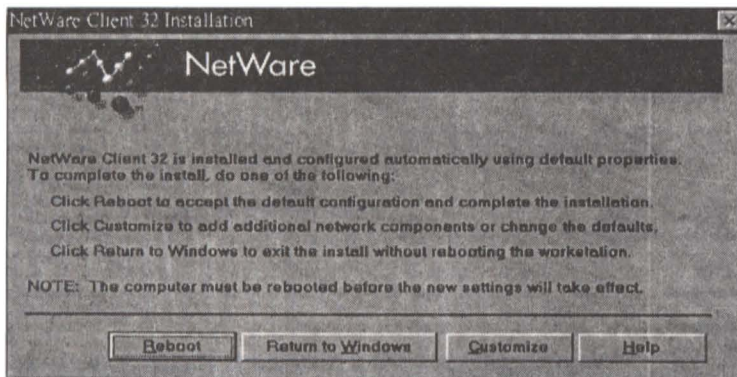 NetWare Client 32 Installation
NetWare
NetWare Client 32 is installed and configured automatically using default properties.
To complete the install, do one of the following:
Click Reboot to accept the default configuration and complete the installation.
Click Customize to add additional network components or change the defaults.
Click Return to Windows to exit the install without rebooting the workstation.
NOTE: The computer must be rebooted before the new settings will take effect.
Reboot Return to Windows Customize Help